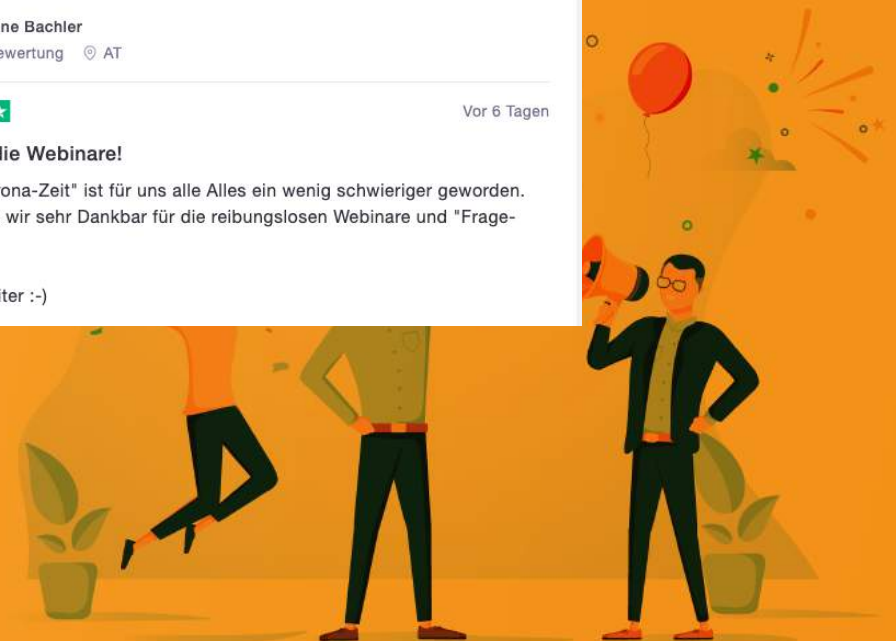 ne Bachler
ewertung AT
Vor 6 Tagen
die Webinare!
ona-Zeit" ist für uns alle Alles ein wenig schwieriger geworden.
wir sehr Dankbar für die reibungslosen Webinare und "Frage-
iter :-)